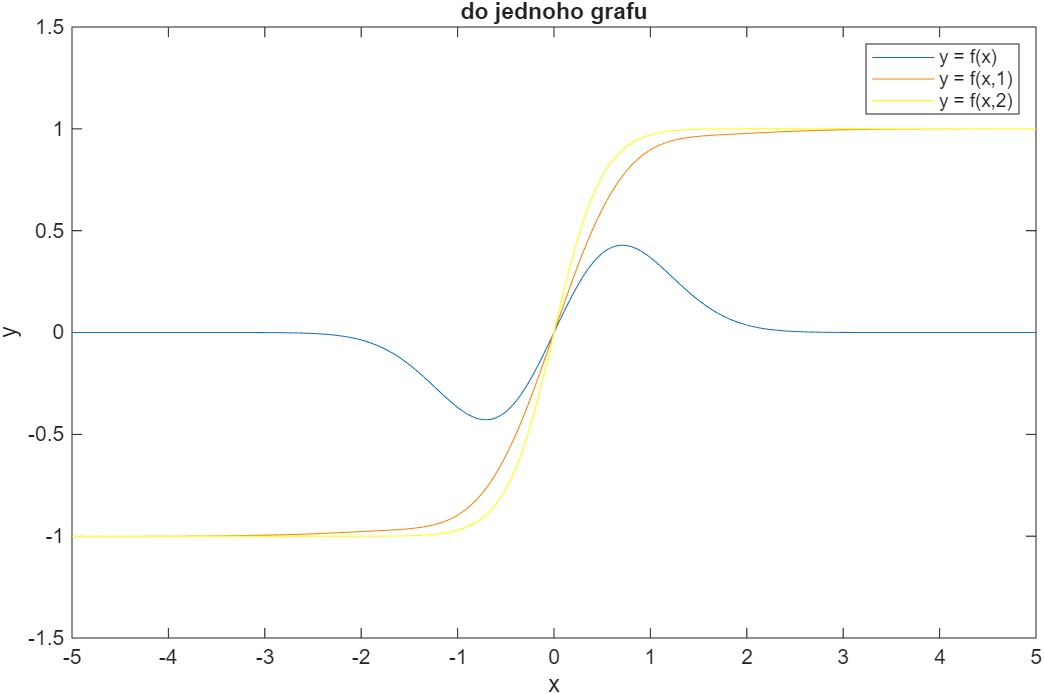 do jednoho grafu
1.5
1
0.5
0
-0.5
-1
-1.5
y
y = f(x)
y = f(x,1)
y = f(x,2)
-5 -4 -3 -2 -1 0 1 2 3 4 5
x